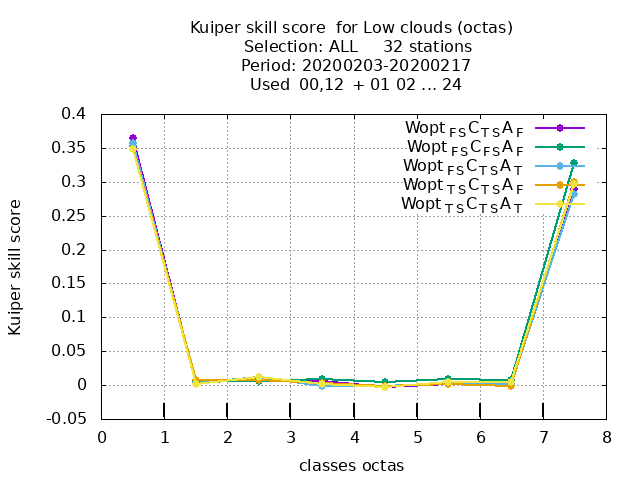 Kuiper skill score  for Low clouds (octas)
Selection: ALL     32 stations
Period: 20200203-20200217
Used  00,12  + 01 02 ... 24
Wopt FS C TS A F
Wopt FS C FS A F
Wopt FS C TS A T
Wopt TS C TS A F
Wopt TS C TS A T
0.4
0.35
0.3
0.25
0.2
0.15
0.1
0.05
0
-0.05
Kuiper skill score
0 1 2 3 4 5 6 7 8
classes octas